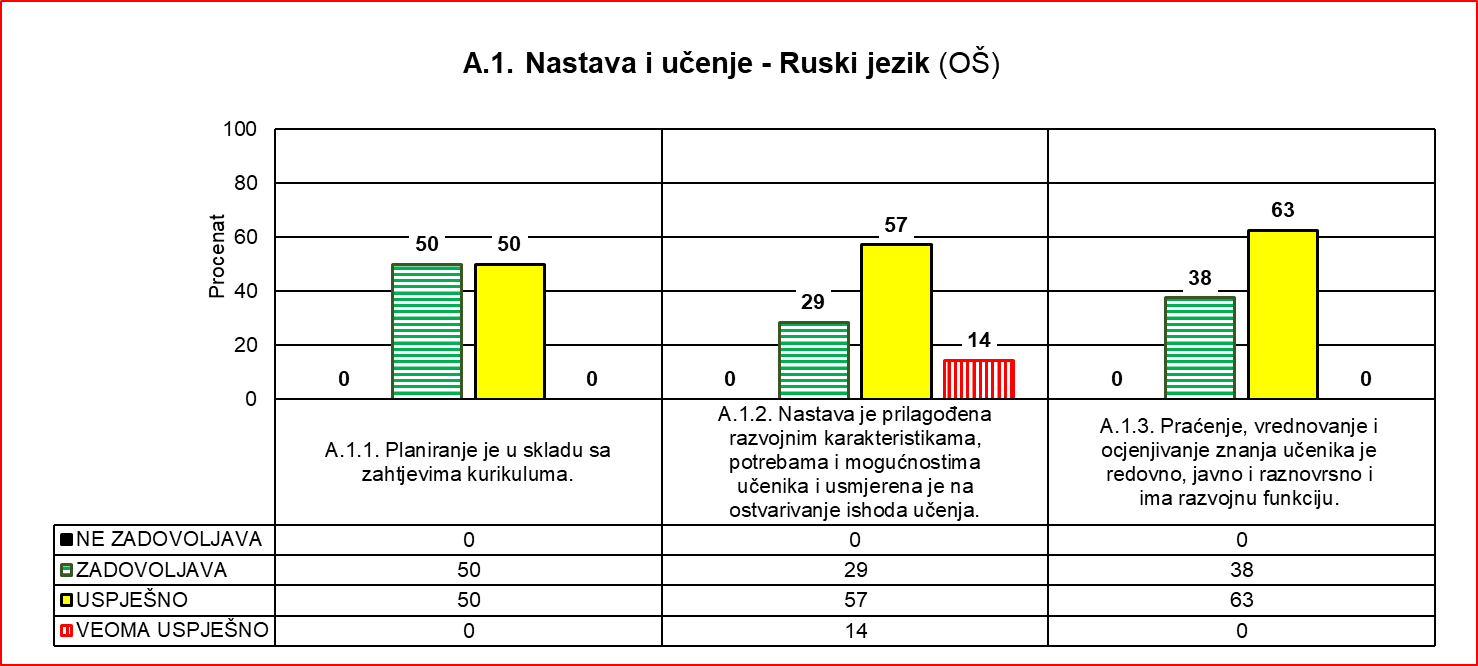 A.1. Nastava i učenje - Ruski jezik (OŠ)
Procenat
100
80
60
40
20
0
0
50
50
0
0
29
57
14
0
38
63
0
A.1.1. Planiranje je u skladu sa
zahtjevima kurikuluma.
A.1.2. Nastava je prilagođena
razvojnim karakteristikama,
potrebama i mogućnostima
učenika i usmjerena je na
ostvarivanje ishoda učenja.
A.1.3. Praćenje, vrednovanje i
ocjenjivanje znanja učenika je
redovno, javno i raznovrsno i
ima razvojnu funkciju.
NE ZADOVOLJAVA 0 0 0
ZADOVOLJAVA 50 29 38
USPJEŠNO 50 57 63
VEOMA USPJEŠNO 0 14 0